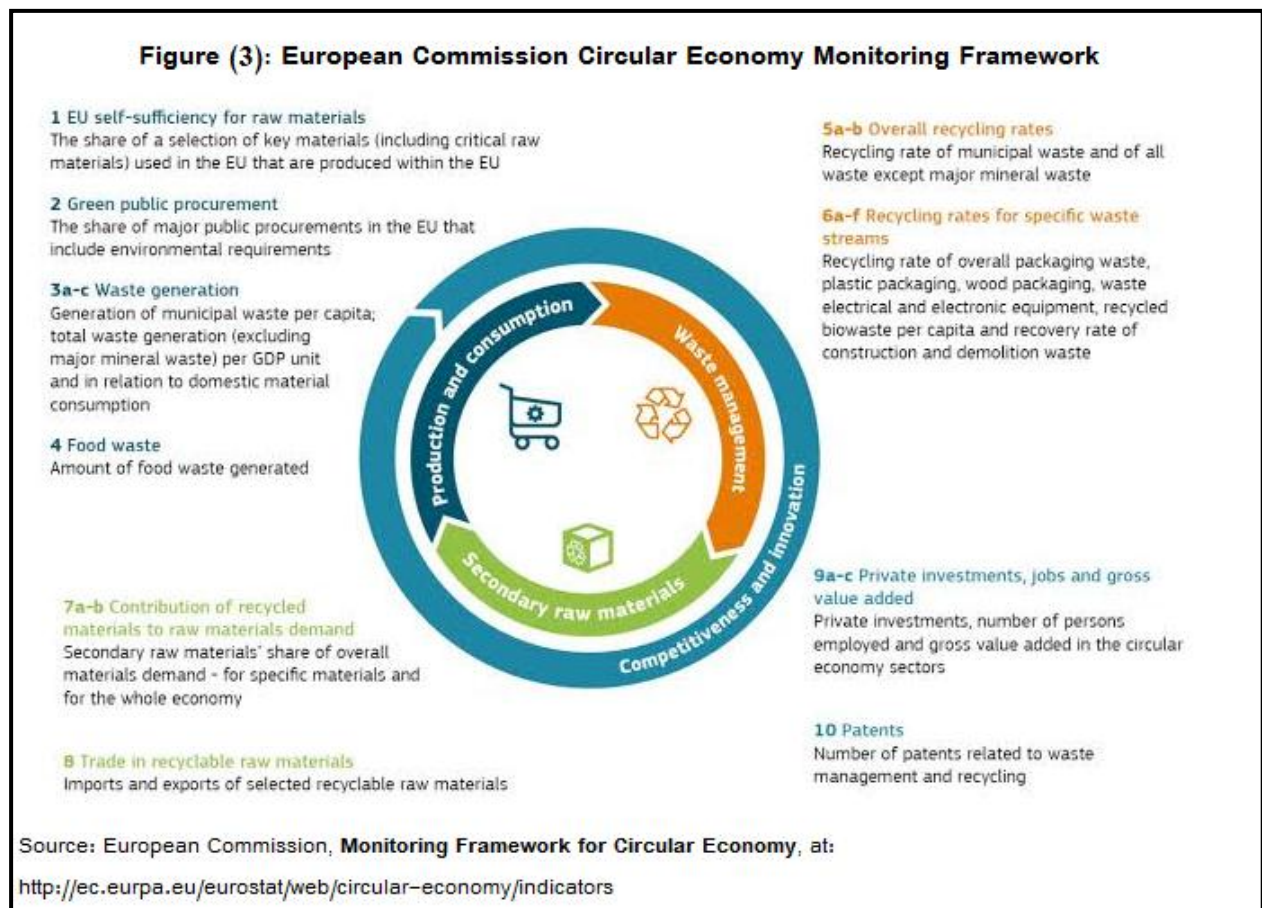 Figure (3): European Commission Circular Economy Monitoring Framework
1 EU self-sufficiency for raw materials
The share of a selection of key materials (including critical raw
materials) used in the EU that are produced within the EU
2 Green public procurement
The share of major public procurements in the EU that
include environmental requirements
3a-c Waste generation
Generation of municipal waste per capita;
total waste generation (excluding
major mineral waste) per GDP unit
and in relation to domestic material
consumption
4 Food waste
Amount of food waste generated
5a-b Overall recycling rates
Recycling rate of municipal waste and of all
waste except major mineral waste
6a-f Recycling rates for specific waste
streams
Recycling rate of overall packaging waste,
plastic packaging, wood packaging, waste
electrical and electronic equipment, recycled
biowaste per capita and recovery rate of
construction and demolition waste
Production and consumption
Waste management
Secondary raw materials
Competitiveness and innovation
7a-b Contribution of recycled
materials to raw materials demand
Secondary raw materials' share of overall
materials demand - for specific materials and
for the whole economy
8 Trade in recyclable raw materials
Imports and exports of selected recyclable raw materials
9a-c Private investments, jobs and gross
value added
Private investments, number of persons
employed and gross value added in the circular
economy sectors
10 Patents
Number of patents related to waste
management and recycling
Source: European Commission, Monitoring Framework for Circular Economy, at:
http://ec.eurpa.eu/eurostat/web/circular-economy/indicators